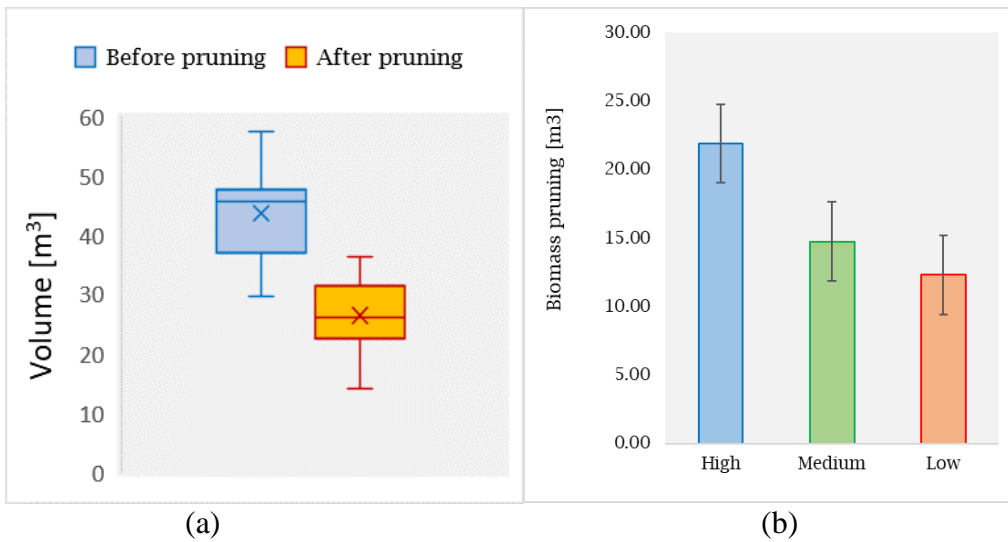 Before pruning After pruning
Volume [m³]
60
50
40
30
20
10
0
(a)
Biomass pruning [m3]
30.00
25.00
20.00
15.00
10.00
5.00
0.00
High Medium Low
(b)